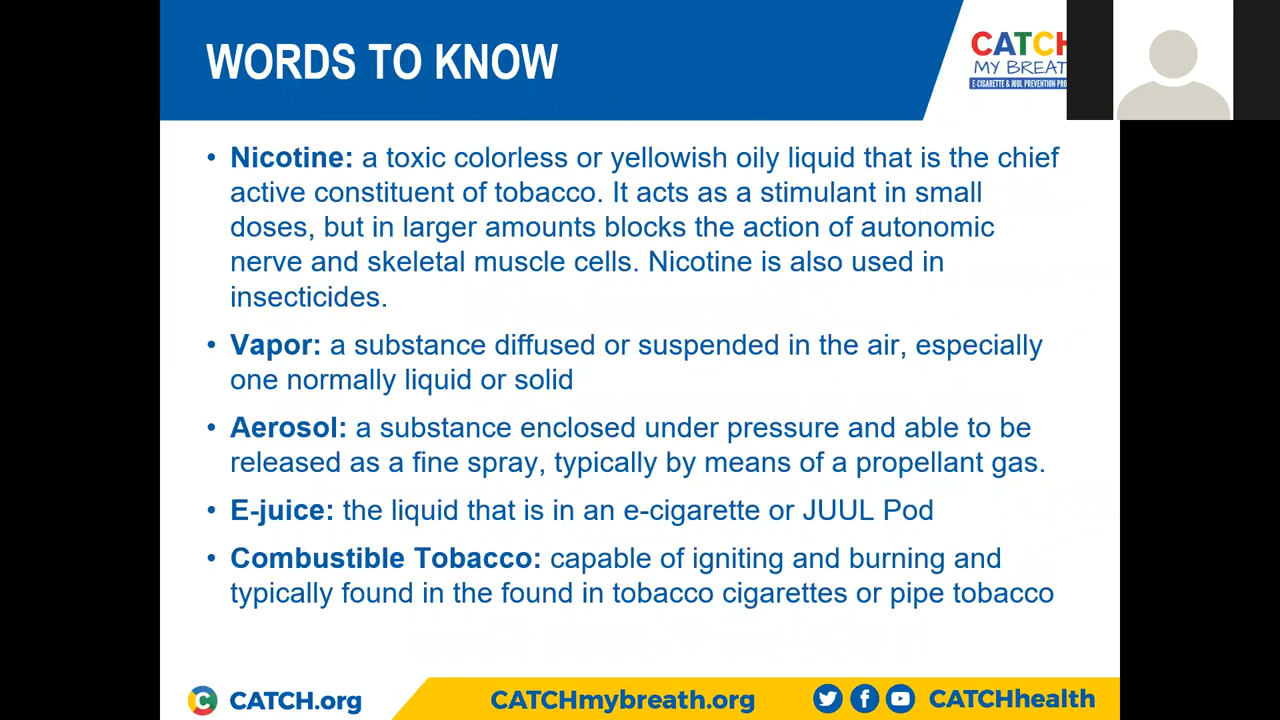 WORDS TO KNOW
CATCH
MY BREAT
E-CIGARETTE & JUUL PREVENTION PRO
• Nicotine: a toxic colorless or yellowish oily liquid that is the chief
active constituent of tobacco. It acts as a stimulant in small
doses, but in larger amounts blocks the action of autonomic
nerve and skeletal muscle cells. Nicotine is also used in
insecticides.
• Vapor: a substance diffused or suspended in the air, especially
one normally liquid or solid
• Aerosol: a substance enclosed under pressure and able to be
released as a fine spray, typically by means of a propellant gas.
• E-juice: the liquid that is in an e-cigarette or JUUL Pod
• Combustible Tobacco: capable of igniting and burning and
typically found in the found in tobacco cigarettes or pipe tobacco
C CATCH.org
CATCHmybreath.org
CATCHhealth